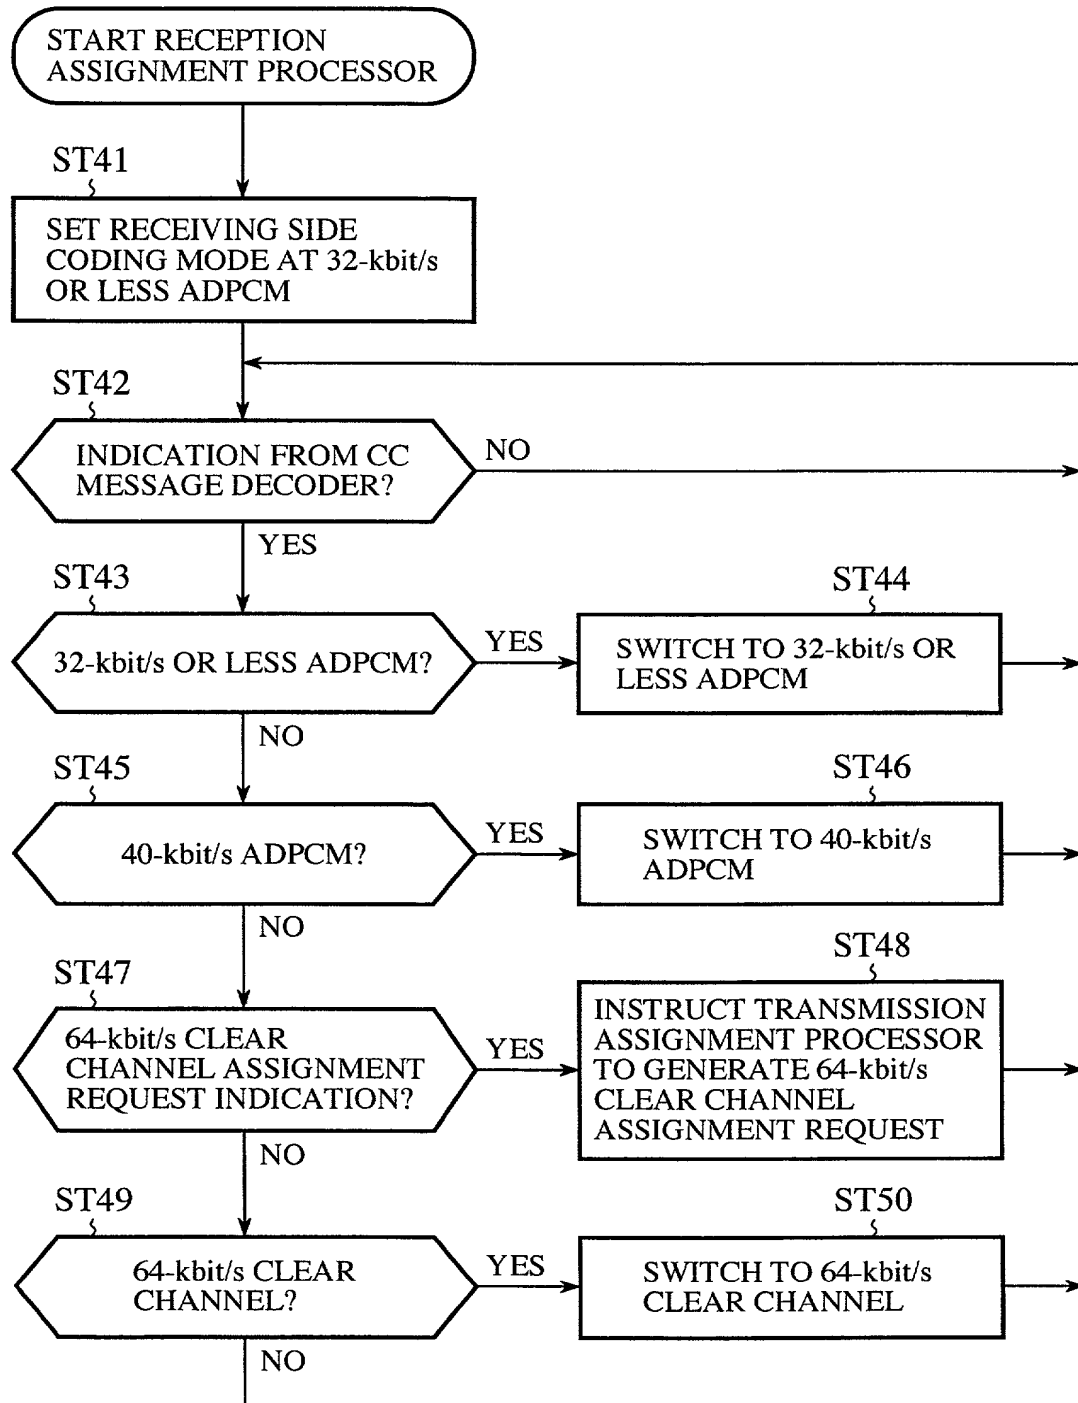 START RECEPTION
ASSIGNMENT PROCESSOR
ST41
SET RECEIVING SIDE
CODING MODE AT 32-kbit/s
OR LESS ADPCM
ST42
INDICATION FROM CC
MESSAGE DECODER?
NO
YES
ST43
32-kbit/s OR LESS ADPCM?
YES
ST44
SWITCH TO 32-kbit/s OR
LESS ADPCM
NO
ST45
40-kbit/s ADPCM?
YES
ST46
SWITCH TO 40-kbit/s
ADPCM
NO
ST47
64-kbit/s CLEAR
CHANNEL ASSIGNMENT
REQUEST INDICATION?
YES
ST48
INSTRUCT TRANSMISSION
ASSIGNMENT PROCESSOR
TO GENERATE 64-kbit/s
CLEAR CHANNEL
ASSIGNMENT REQUEST
NO
ST49
64-kbit/s CLEAR
CHANNEL?
YES
ST50
SWITCH TO 64-kbit/s
CLEAR CHANNEL
NO